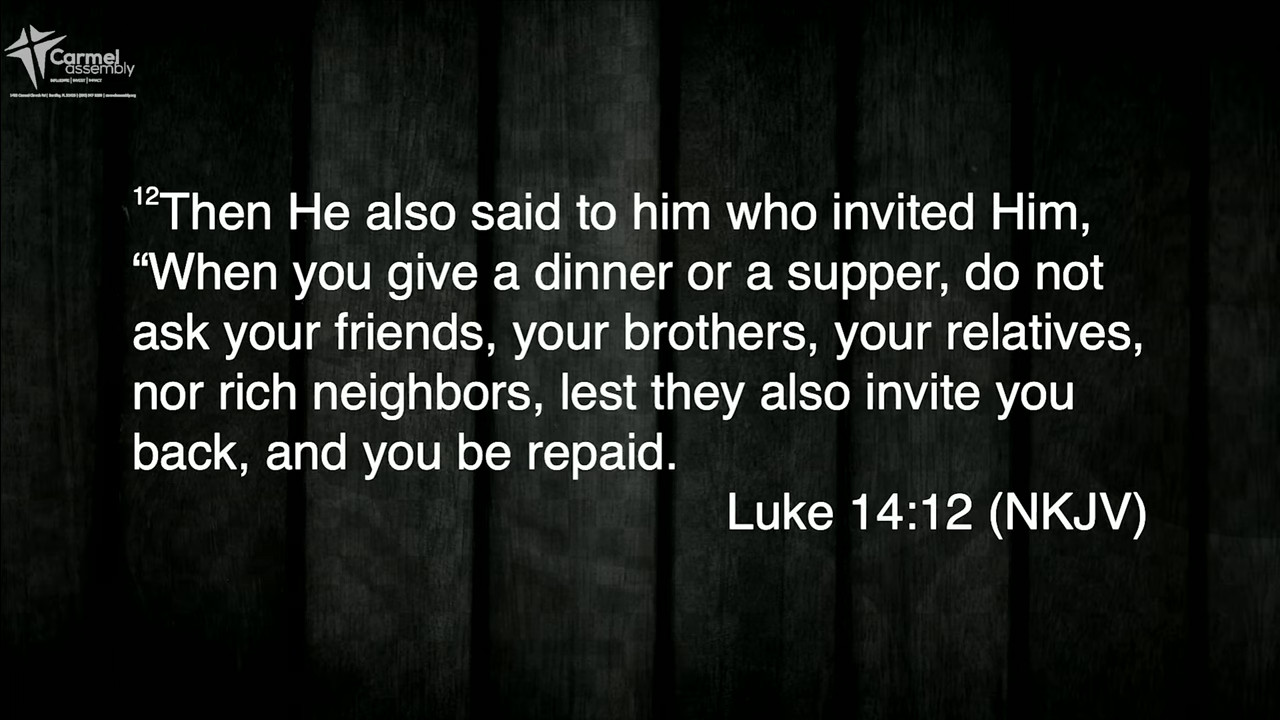 Carmel
assembly
12Then He also said to him who invited Him,
“When you give a dinner or a supper, do not
ask your friends, your brothers, your relatives,
nor rich neighbors, lest they also invite you
back, and you be repaid.
Luke 14:12 (NKJV)